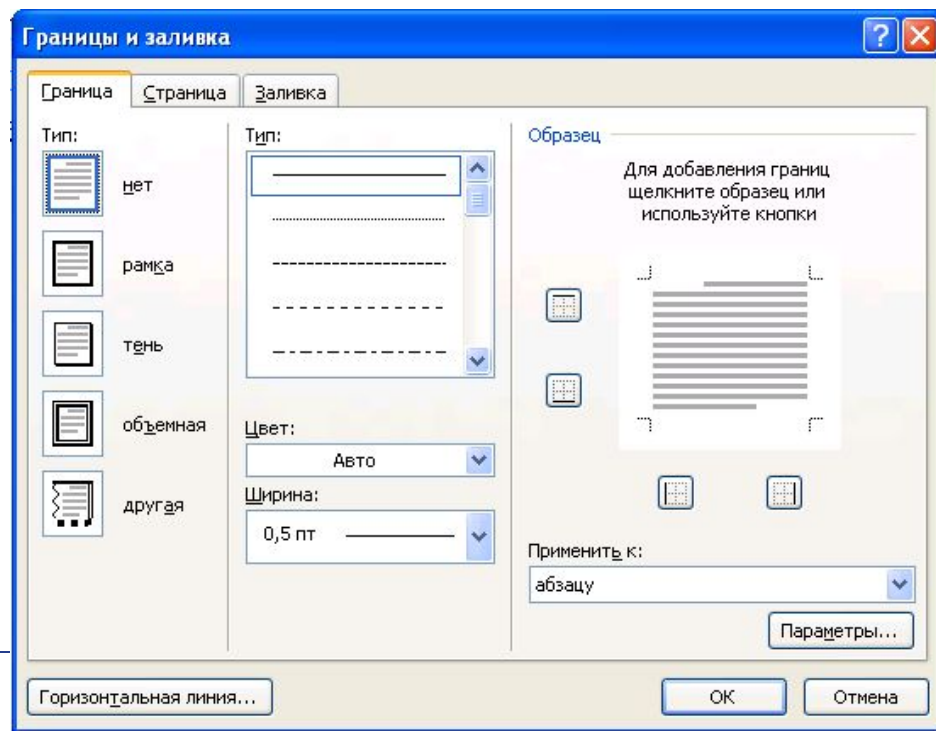 Границы и заливка
Граница Страница Заливка
Тип:
нет
рамка
тень
объемная
другая
Тип:
Цвет:
Авто
Ширина:
0,5 пт
Образец
Для добавления границ
щелкните образец или
используйте кнопки
Применить к:
абзацу
Параметры...
Горизонтальная линия...
ОК
Отмена